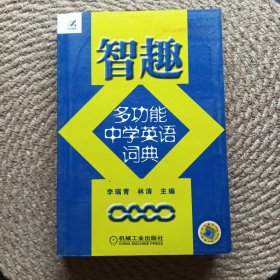 智趣
多功能
中学英语
词典
李瑞青 林涛 主编
机械工业出版社
CHINA MACHINE PRESS